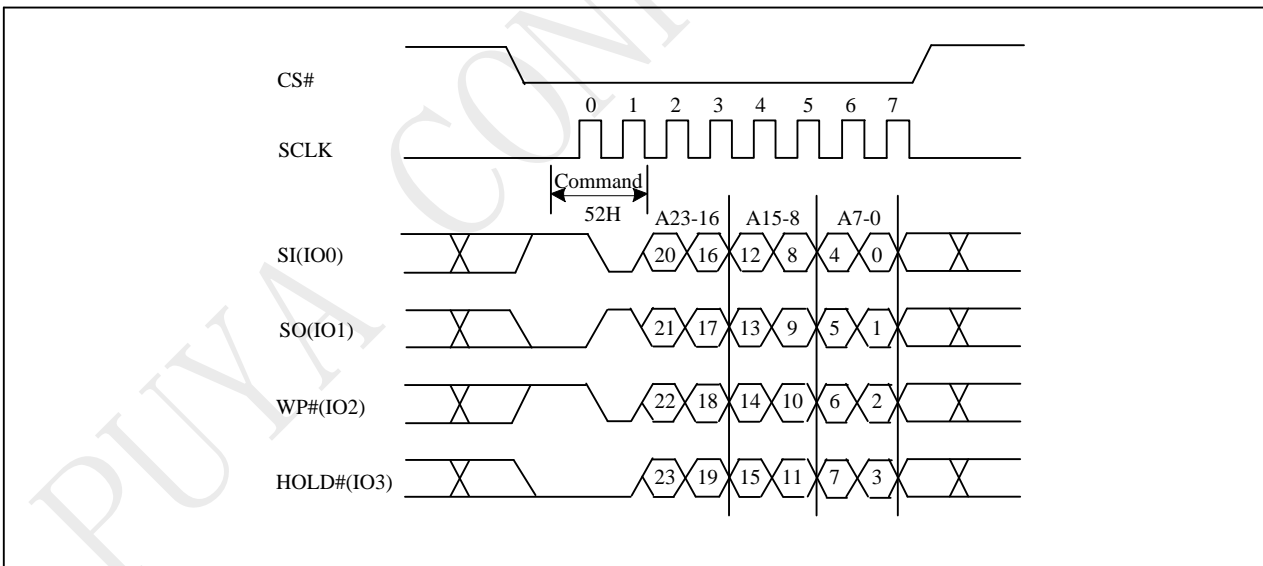 PUYA CONF
CS#
0 1 2 3 4 5 6 7
SCLK
Command
52H
A23-16 A15-8 A7-0
SI(IO0) 20 16 12 8 4 0
SO(IO1) 21 17 13 9 5 1
WP#(IO2) 22 18 14 10 6 2
HOLD#(IO3) 23 19 15 11 7 3